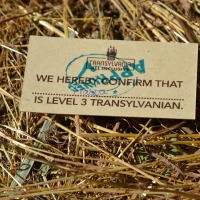 TRANSYLVANIA
WE HEREBY CONFIRM THAT
IS LEVEL 3 TRANSYLVANIAN.